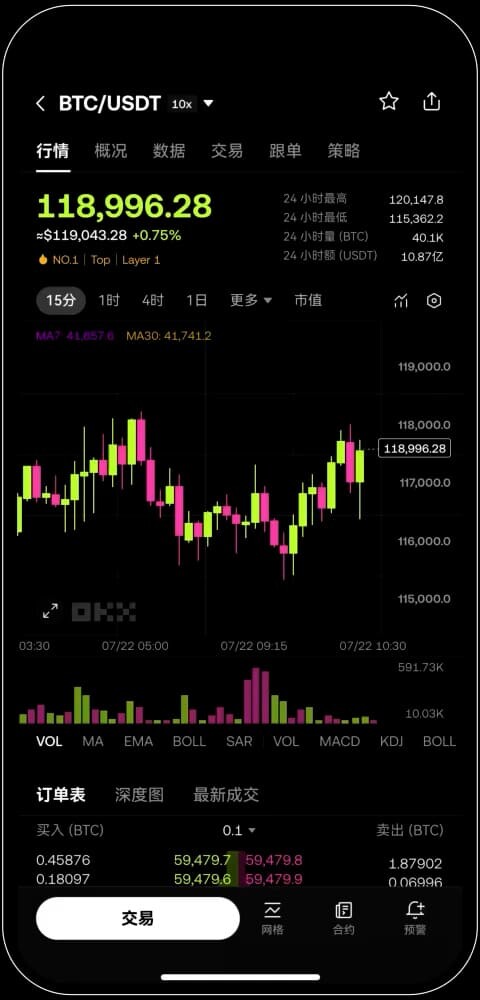 BTC/USDT 10x
行情 概况 数据 交易 跟单 策略
118,996.28
≈$119,043.28 +0.75%
NO.1 | Top | Layer 1
24 小时最高 120,147.8
24 小时最低 115,362.2
24 小时量 (BTC) 40.1K
24 小时额 (USDT) 10.87亿
15分 1时 4时 1日 更多 市值
MA7: 41,657.6 MA30: 41,741.2
119,000.0
118,000.0
118,996.28
117,000.0
116,000.0
115,000.0
OKX
03:30 07/22 05:00 07/22 09:15 07/22 10:30
591.73K
10.03K
VOL MA EMA BOLL SAR VOL MACD KDJ BOLL
订单表 深度图 最新成交
买入 (BTC) 0.1 卖出 (BTC)
0.45876 59,479.7 59,479.8 1.87902
0.18097 59,479.6 59,479.9 0.06996
交易 网格 合约 预警